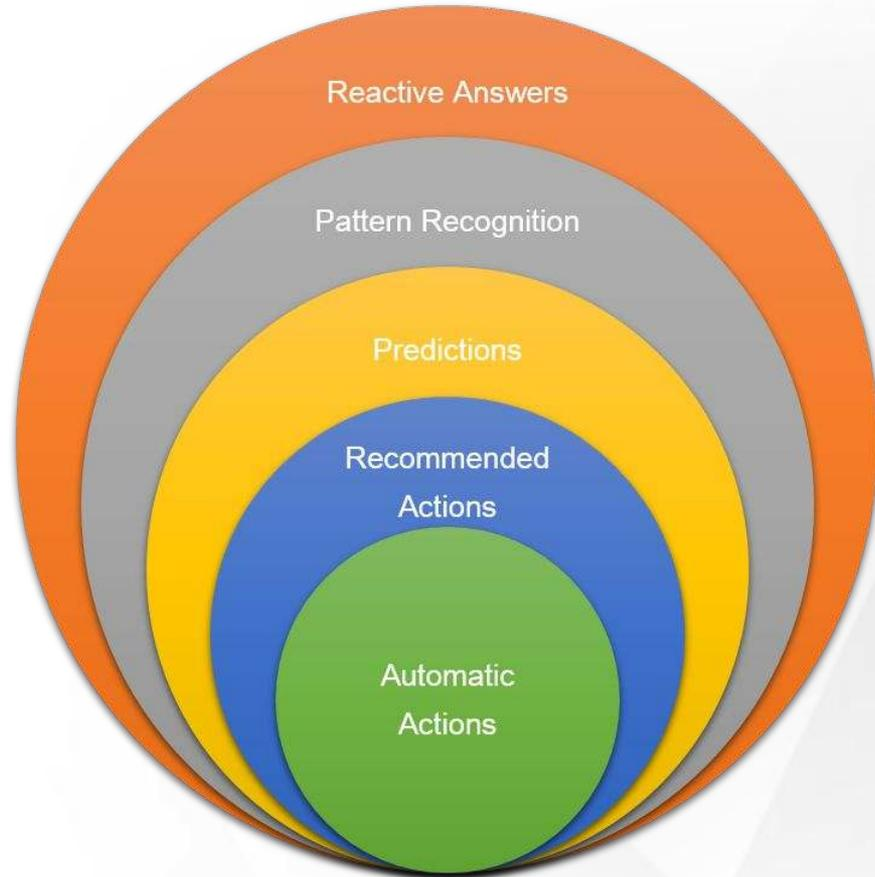 Reactive Answers
Pattern Recognition
Predictions
Recommended
Actions
Automatic
Actions